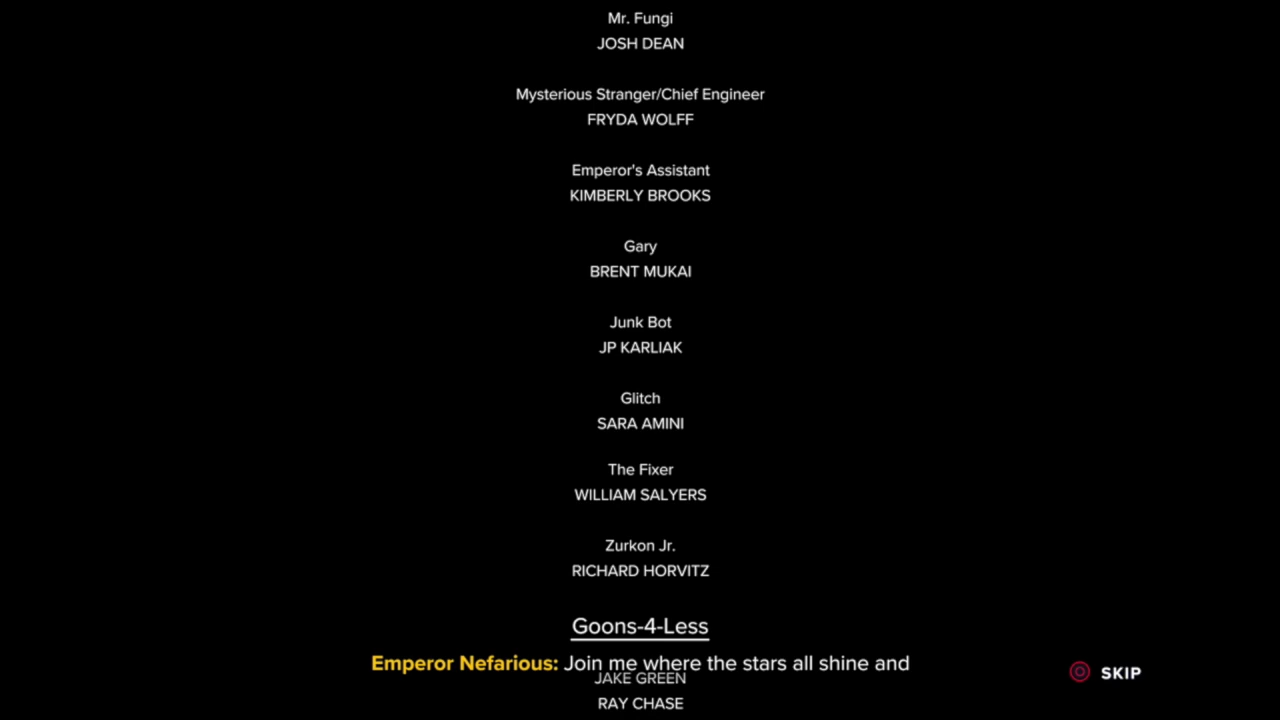 Mr. Fungi
JOSH DEAN
Mysterious Stranger/Chief Engineer
FRYDA WOLFF
Emperor's Assistant
KIMBERLY BROOKS
Gary
BRENT MUKAI
Junk Bot
JP KARLIAK
Glitch
SARA AMINI
The Fixer
WILLIAM SALYERS
Zurkon Jr.
RICHARD HORVITZ
Goons-4-Less
Emperor Nefarious: Join me where the stars all shine and
SKIP
JAKE GREEN
RAY CHASE